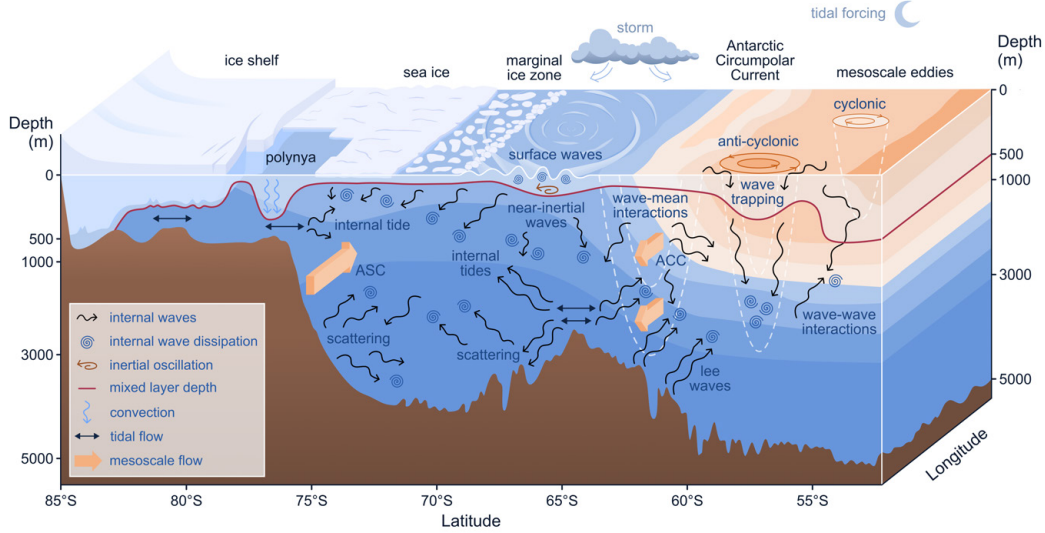 tidal forcing
storm
ice shelf
sea ice
marginal
ice zone
Antarctic
Circumpolar
Current
mesoscale eddies
Depth
(m)
Depth
(m)
0
500
1000
3000
5000
0
500
1000
3000
5000
polynya
surface waves
cyclonic
anti-cyclonic
wave
trapping
wave-mean
interactions
near-inertial
waves
internal tide
internal
tides
ASC
ACC
scattering
scattering
lee
waves
wave-wave
interactions
internal waves
internal wave dissipation
inertial oscillation
mixed layer depth
convection
tidal flow
mesoscale flow
85°S
80°S
75°S
70°S
65°S
60°S
55°S
Latitude
Longitude